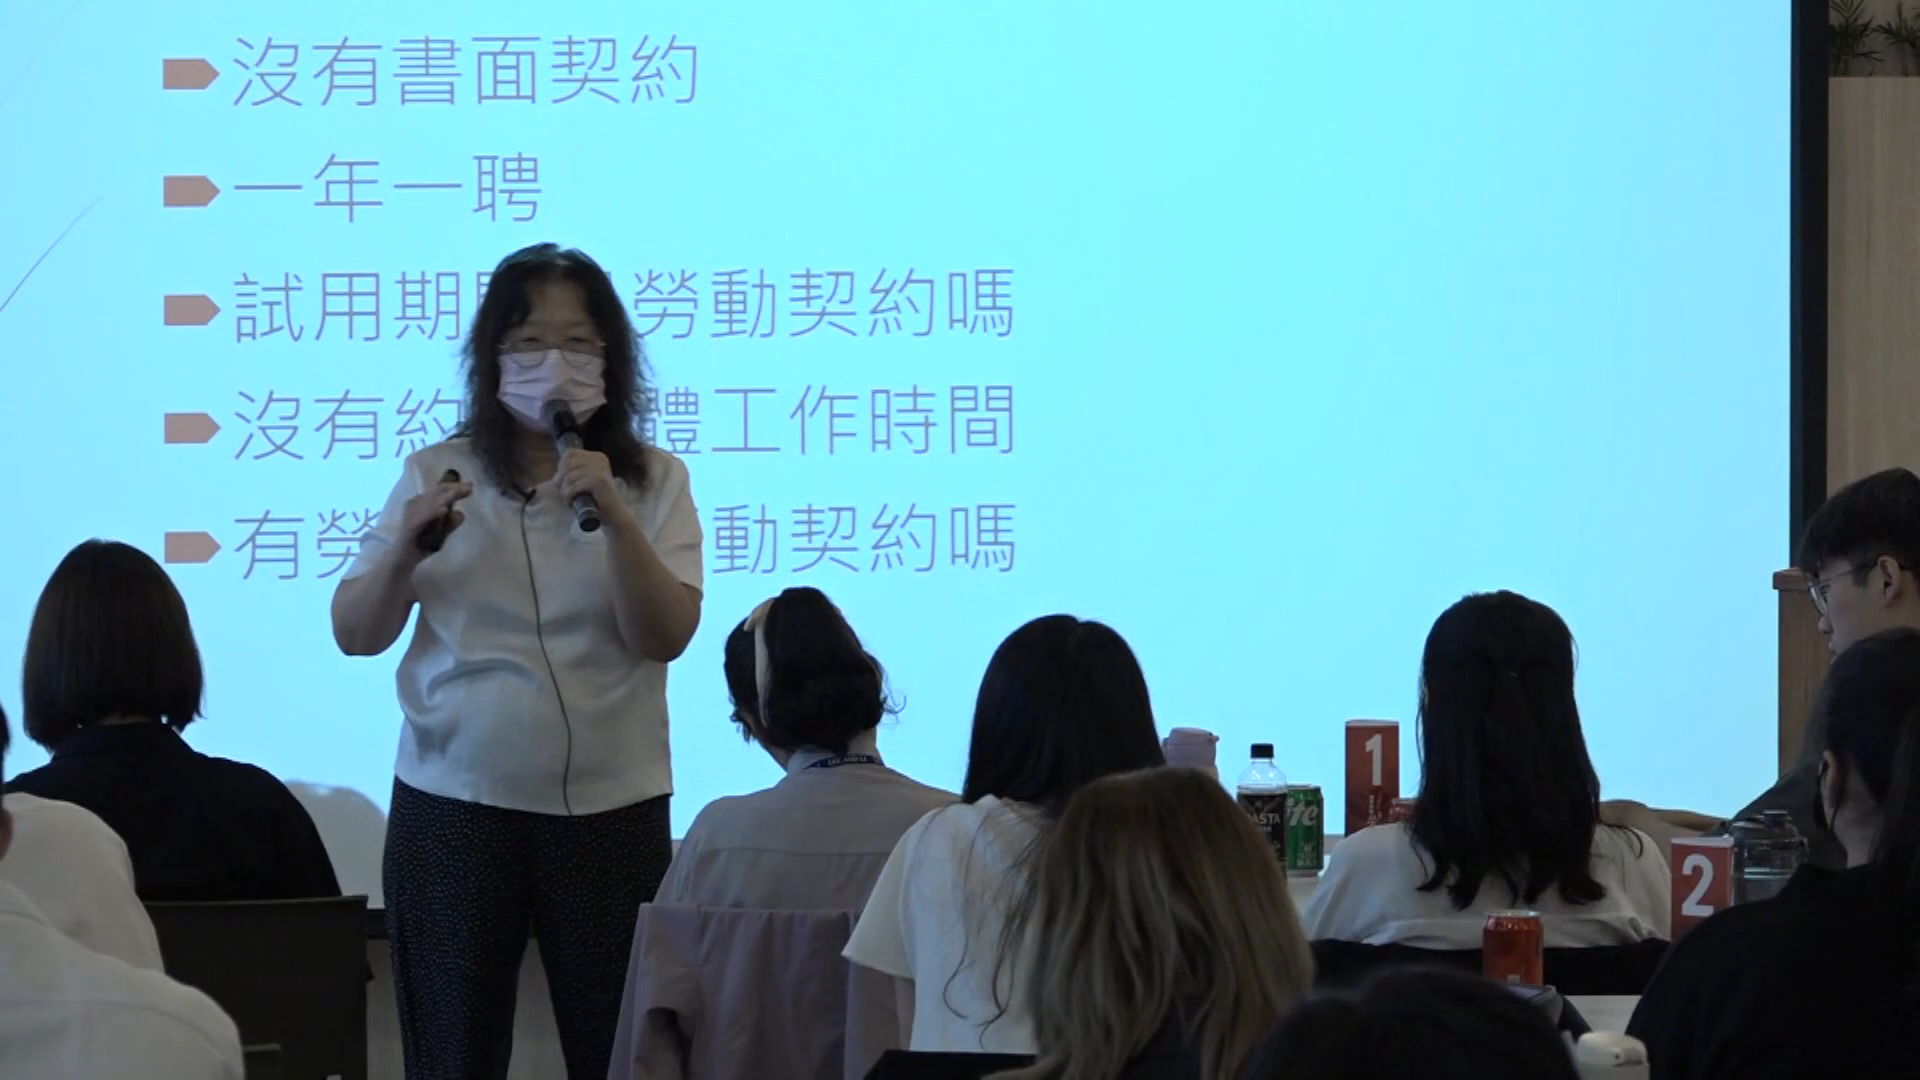 沒有書面契約
一年一聘
試用期 勞動契約嗎
沒有約 體工作時間
有勞 動契約嗎
1
2